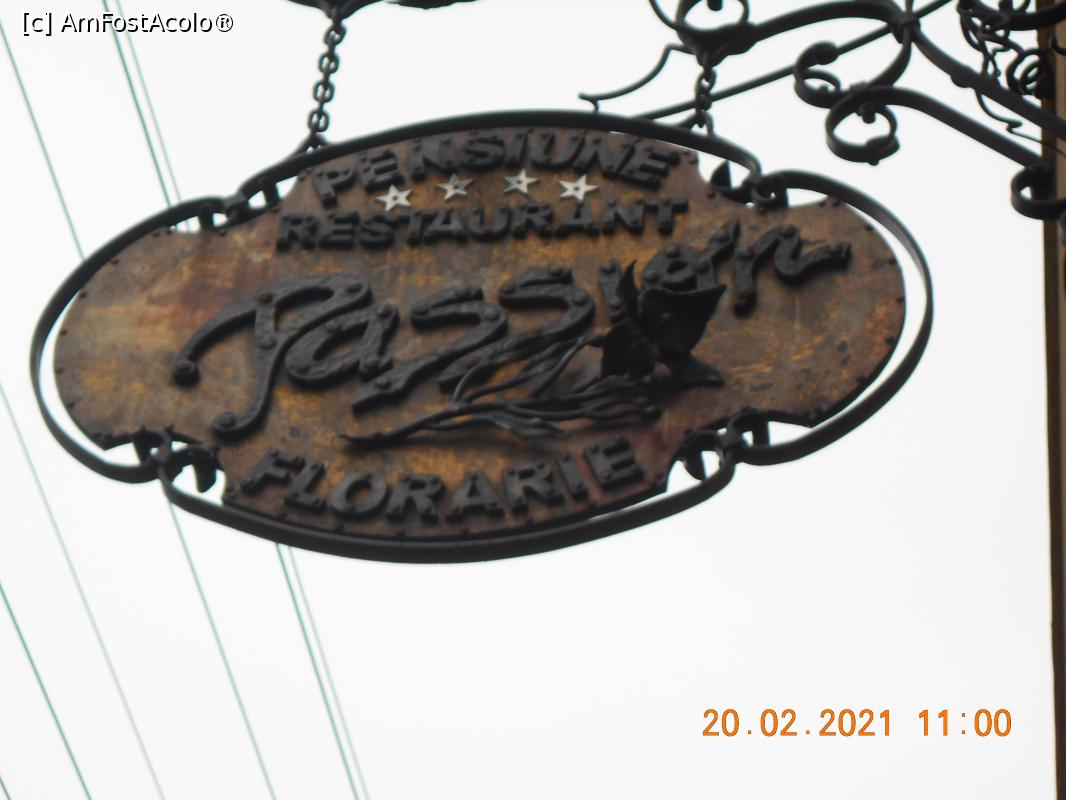 [c] AmFostAcolo®
PENSIUNE
RESTAURANT
Passion
FLORARIE
20.02.2021 11:00